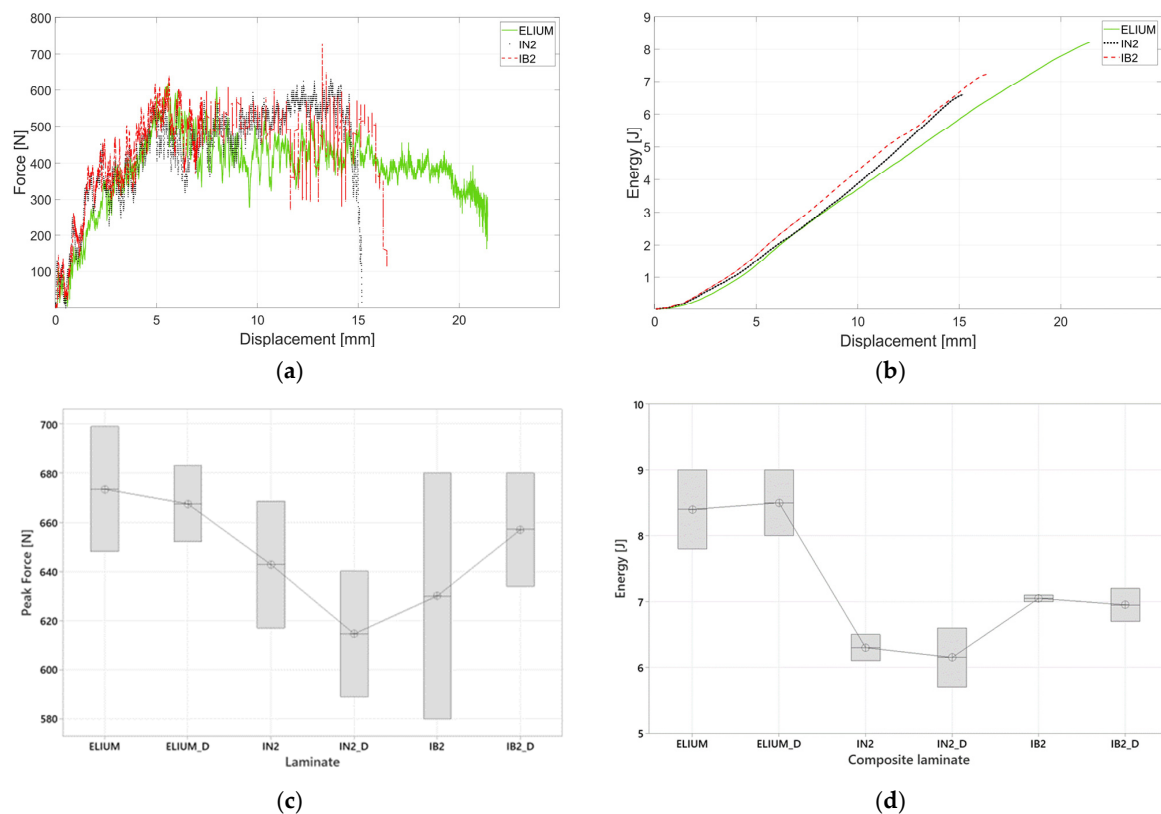 800
700
600
500
400
300
200
100
0 5 10 15 20
Force [N]
Displacement [mm]
ELIUM
IN2
IB2
(a)
9
8
7
6
5
4
3
2
1
0 5 10 15 20
Energy [J]
Displacement [mm]
ELIUM
IN2
IB2
(b)
700
680
660
640
620
600
580
Peak Force [N]
ELIUM ELIUM_D IN2 IN2_D IB2 IB2_D
Laminate
(c)
10
9
8
7
6
5
Energy [J]
ELIUM ELIUM_D IN2 IN2_D IB2 IB2_D
Composite laminate
(d)